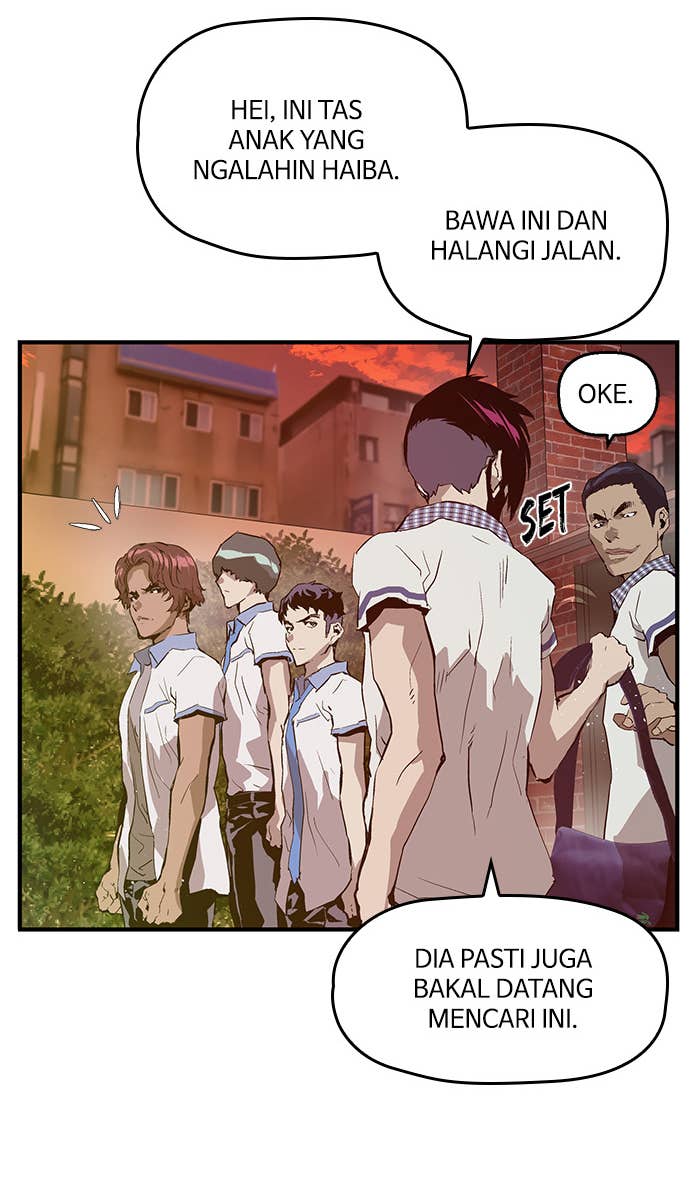 HEI, INI TAS
ANAK YANG
NGALAHIN HAIBA.
BAWA INI DAN
HALANGI JALAN.
OKE.
SET
DIA PASTI JUGA
BAKAL DATANG
MENCARI INI.